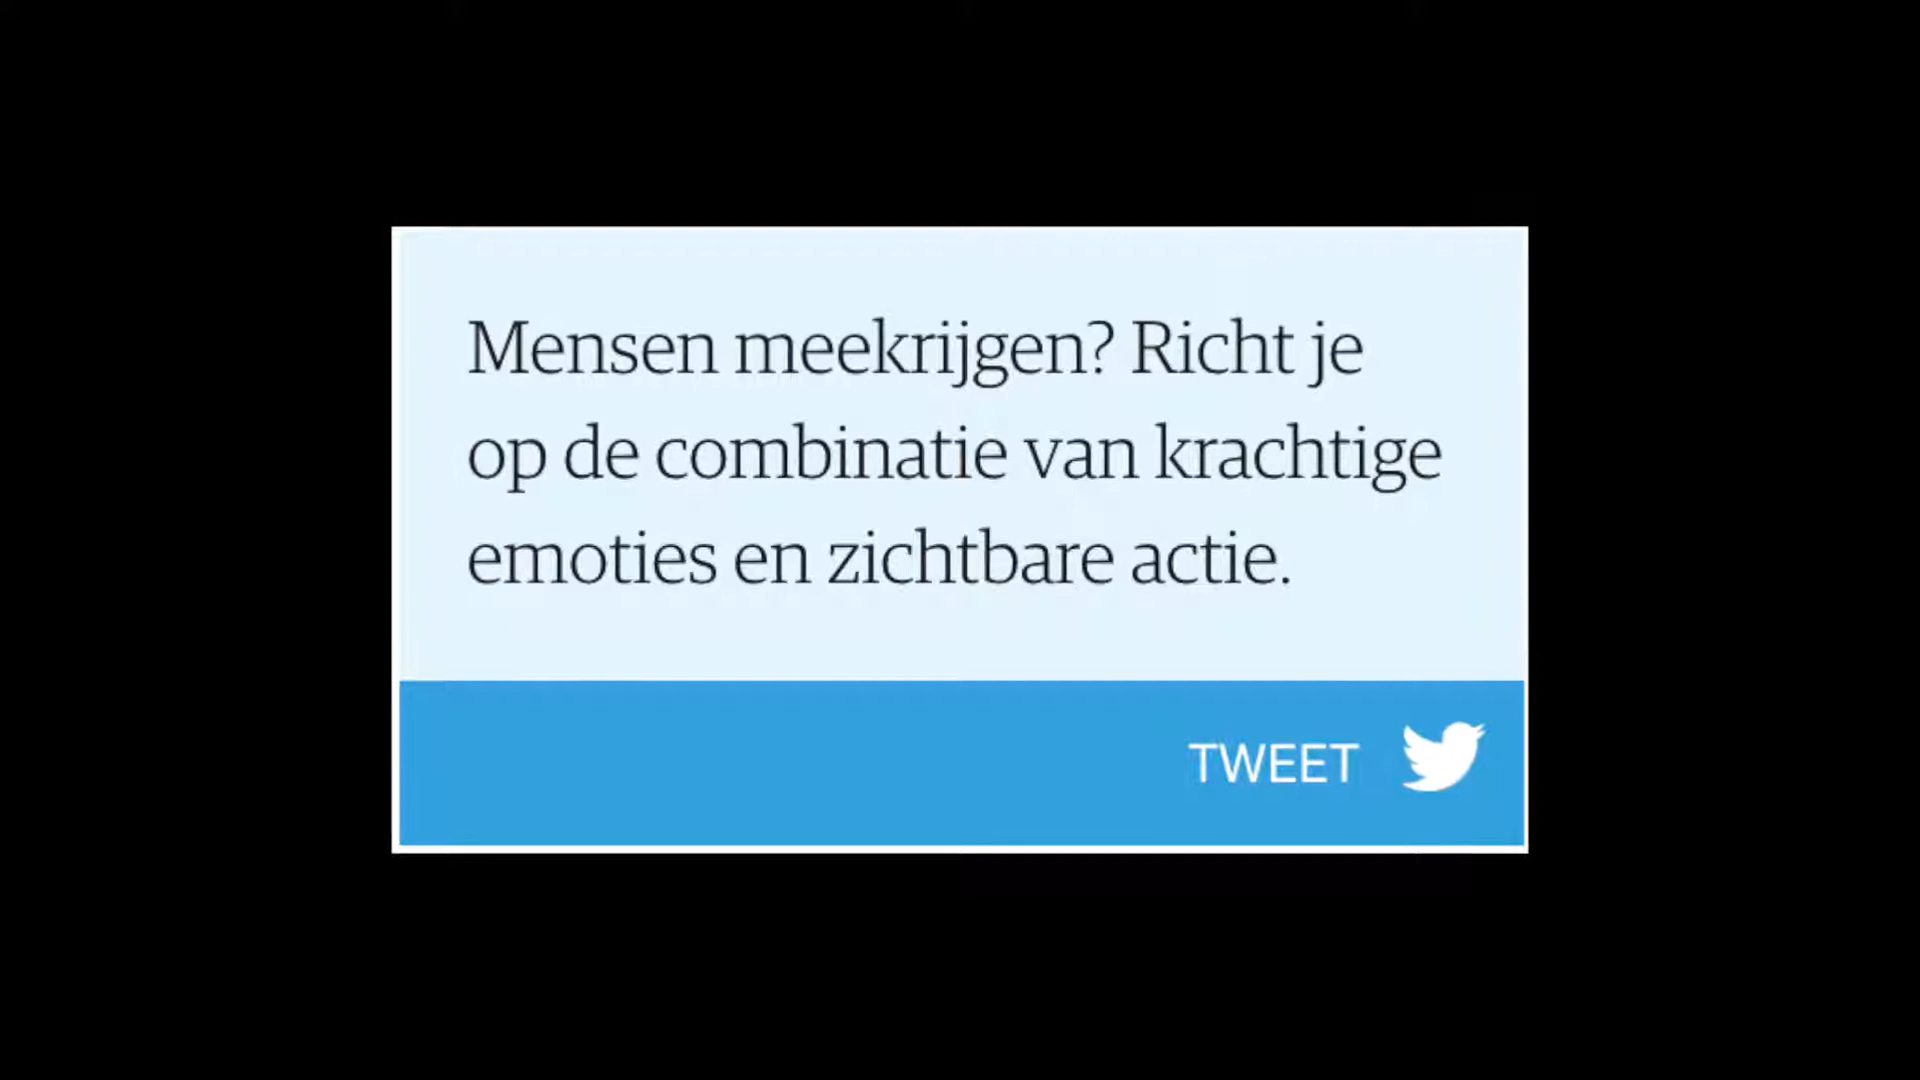 Mensen meekrijgen? Richt je
op de combinatie van krachtige
emoties en zichtbare actie.
TWEET